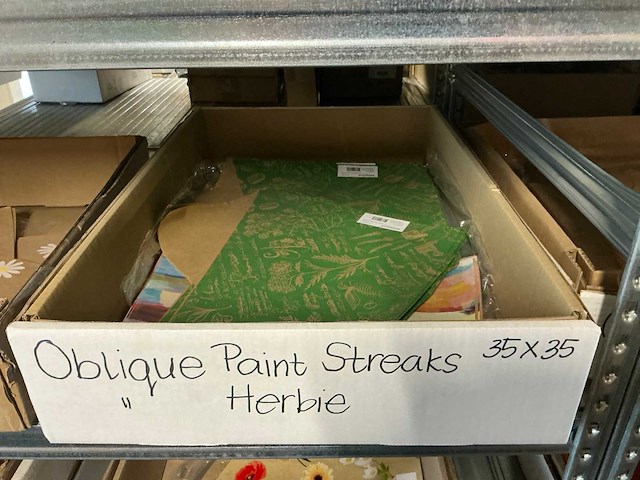 Oblique Paint Streaks 35x35
" Herbie